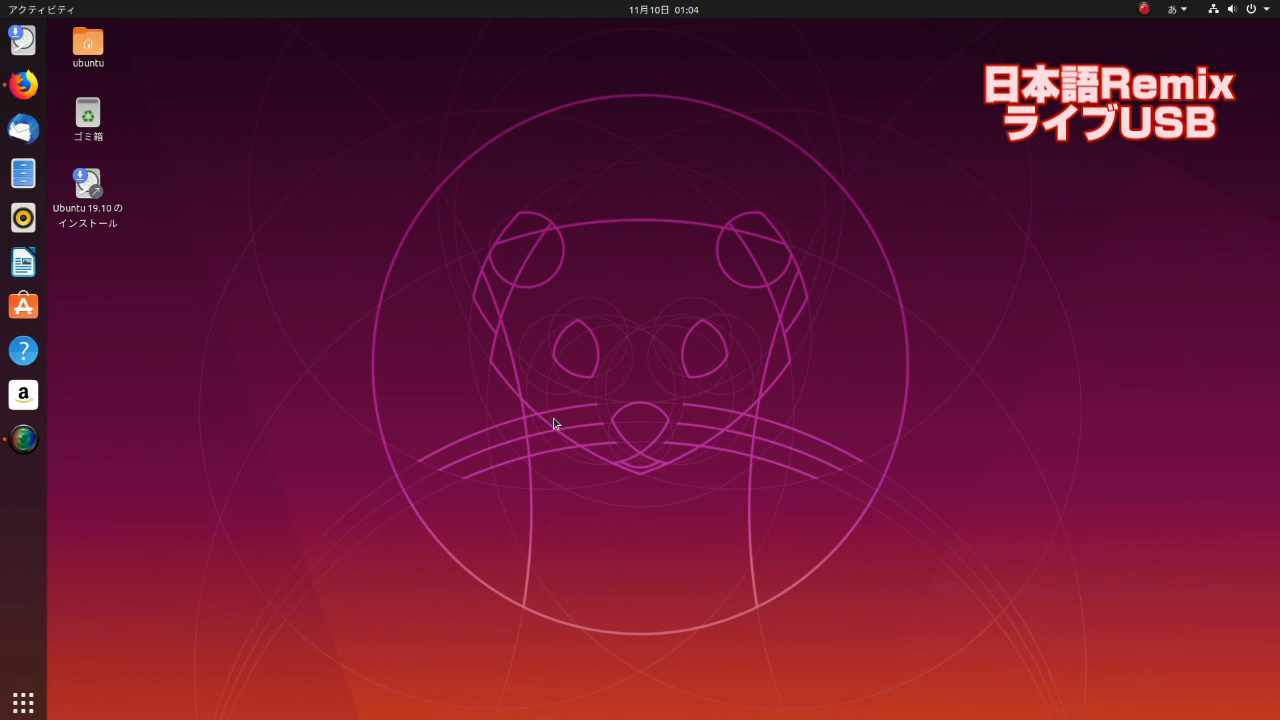 アクティビティ
11月10日 01:04
あ
ubuntu
ゴミ箱
Ubuntu 19.10 の
インストール
日本語Remix
ライブUSB
?
a